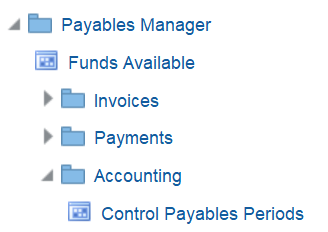 Payables Manager
Funds Available
Invoices
Payments
Accounting
Control Payables Periods